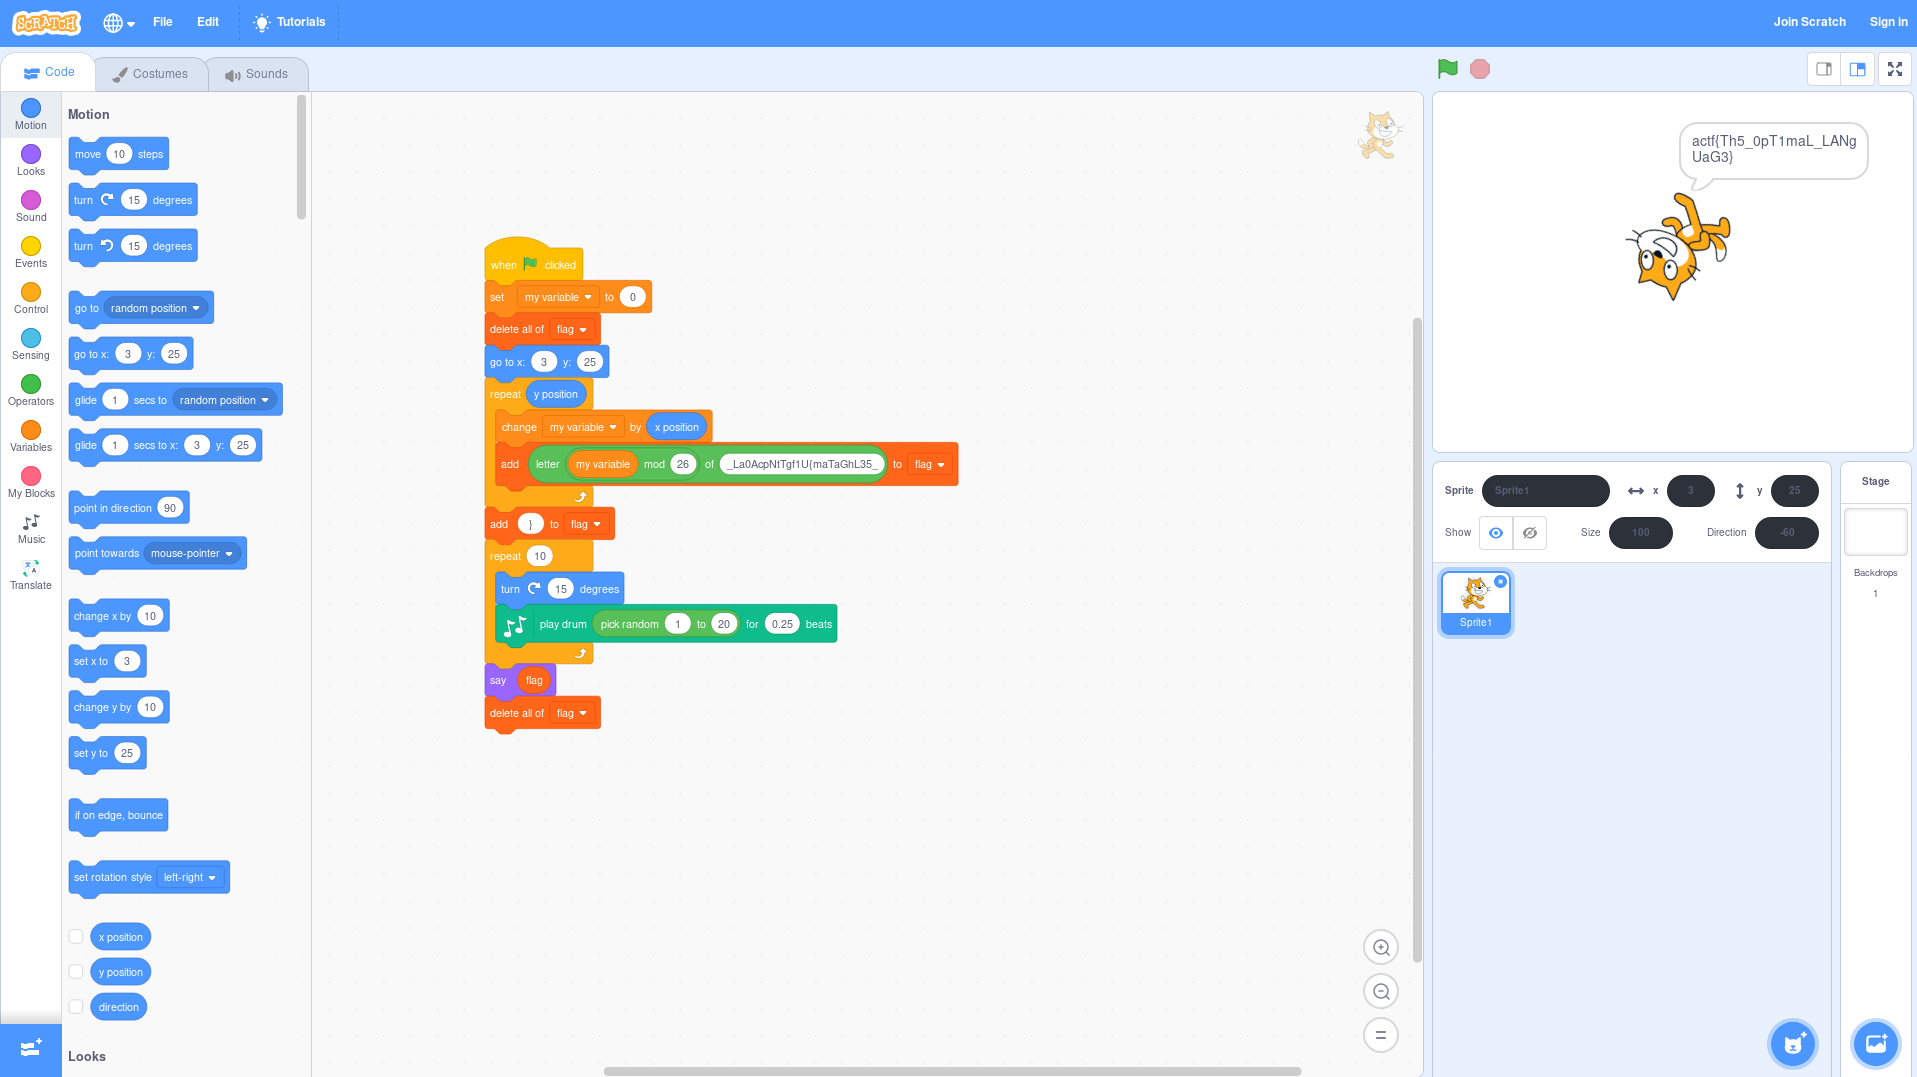 SCRATCH
File
Edit
Tutorials
Join Scratch
Sign in
Code
Costumes
Sounds
Motion
Looks
Sound
Events
Control
Sensing
Operators
Variables
My Blocks
Music
Translate
Motion
move 10 steps
turn 15 degrees
turn 15 degrees
go to random position
go to x: 3 y: 25
glide 1 secs to random position
glide 1 secs to x: 3 y: 25
point in direction 90
point towards mouse-pointer
change x by 10
set x to 3
change y by 10
set y to 25
if on edge, bounce
set rotation style left-right
x position
y position
direction
Looks
when clicked
set my variable to 0
delete all of flag
go to x: 3 y: 25
repeat y position
change my variable by x position
add letter my variable mod 26 of _La0AcpNtTgf1U{maTaGhL35_ to flag
add } to flag
repeat 10
turn 15 degrees
play drum pick random 1 to 20 for 0.25 beats
say flag
delete all of flag
actf{Th5_0pT1maL_LANg
UaG3}
Sprite Sprite1 x 3 y 25
Show Size 100 Direction -60
Sprite1
Stage
Backdrops
1